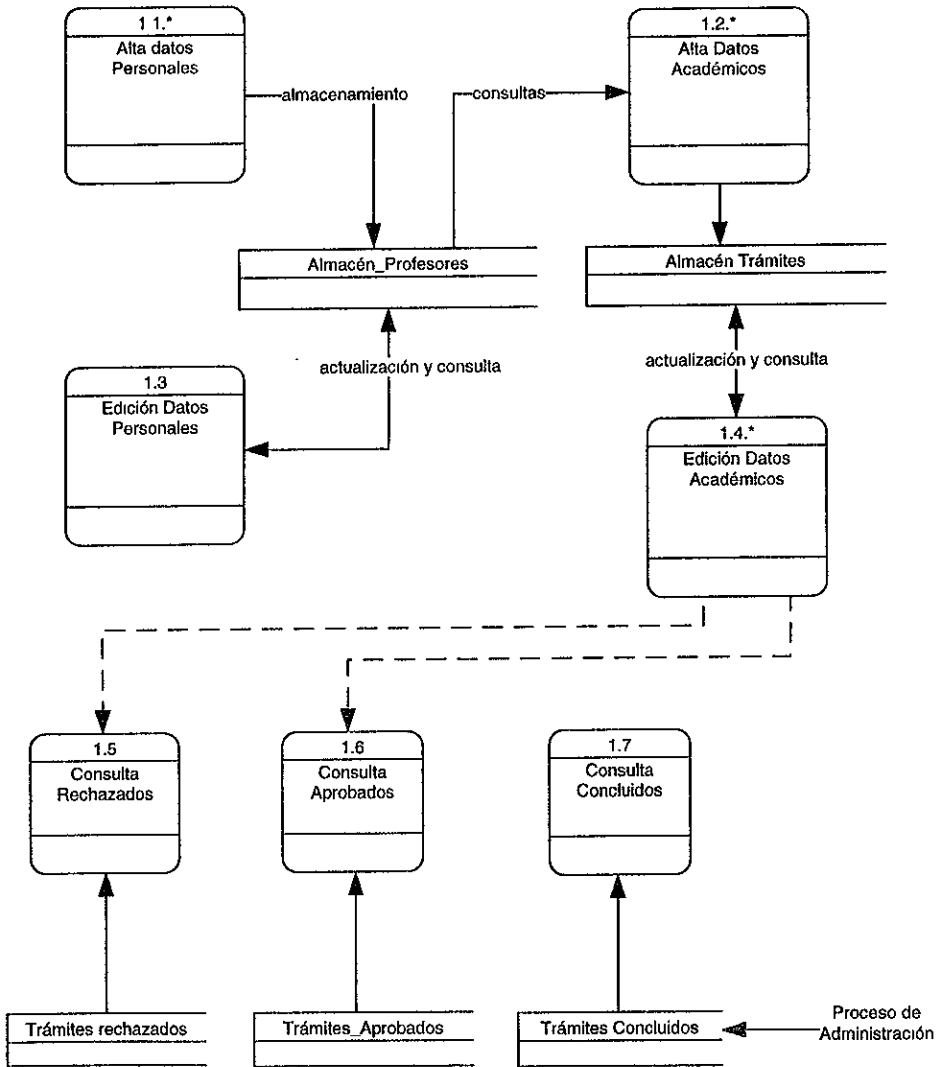 1 1.*
Alta datos
Personales
1.2.*
Alta Datos
Académicos
almacenamiento
consultas
Almacén_Profesores
Almacén Trámites
actualización y consulta
actualización y consulta
1.3
Edición Datos
Personales
1.4.*
Edición Datos
Académicos
1.5
Consulta
Rechazados
1.6
Consulta
Aprobados
1.7
Consulta
Concluidos
Trámites rechazados
Trámites_Aprobados
Trámites Concluidos
Proceso de
Administración